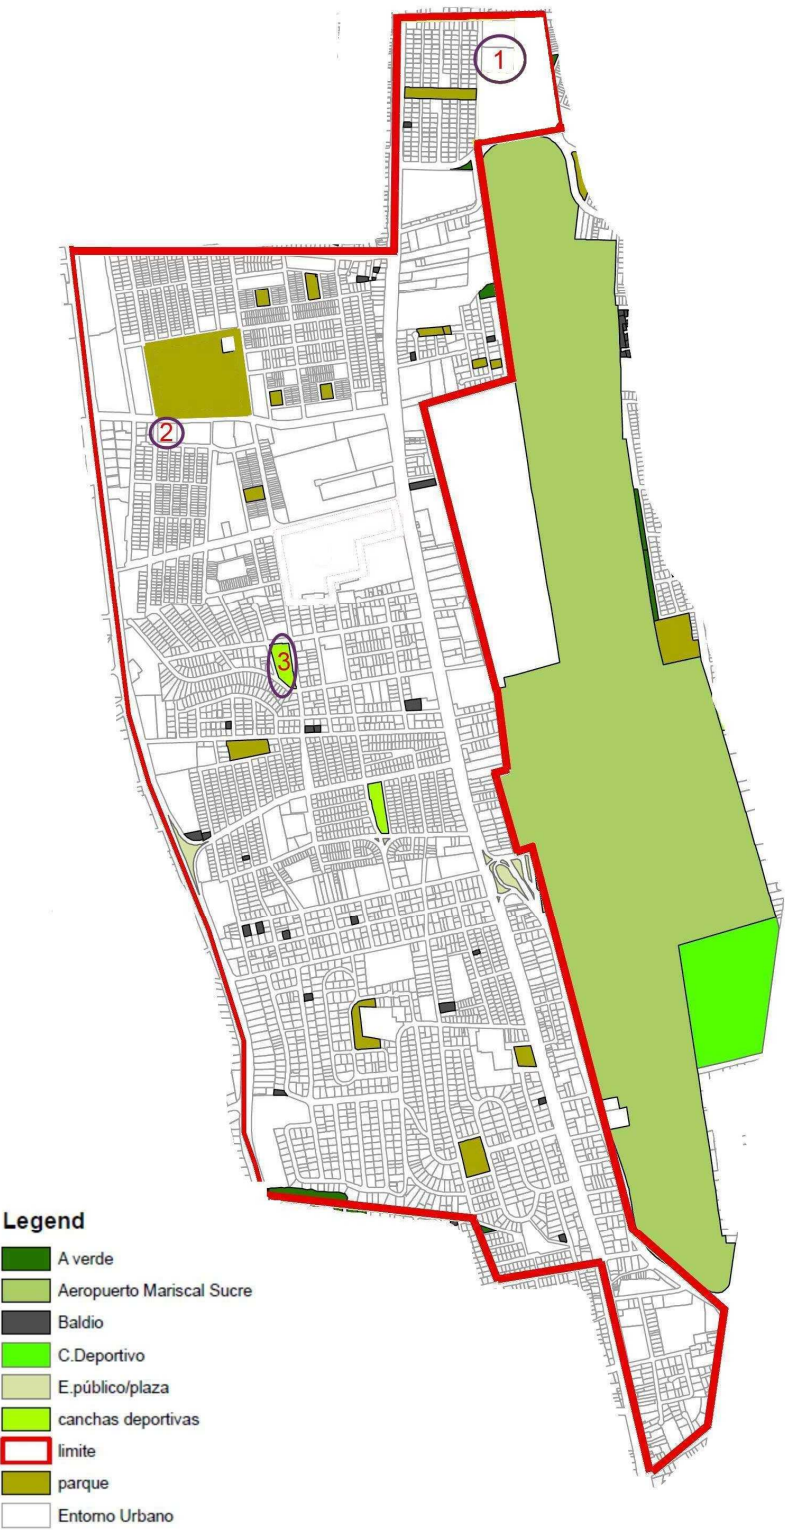 1
2
3
Legend
A verde
Aeropuerto Mariscal Sucre
Baldio
C.Deportivo
E.público/plaza
canchas deportivas
limite
parque
Entorno Urbano